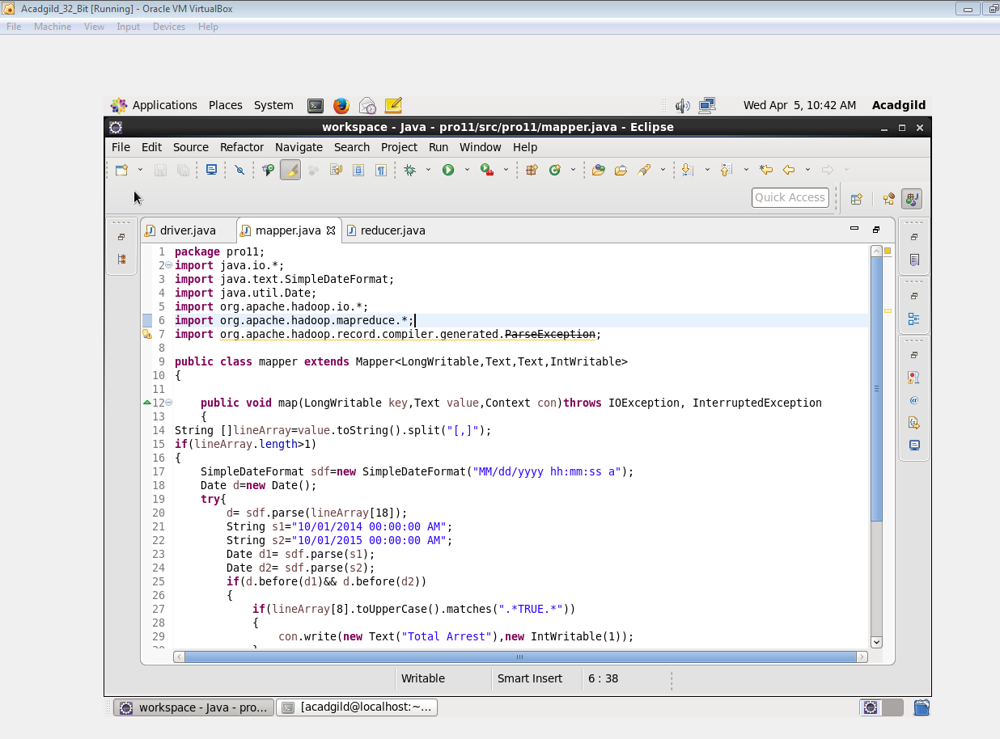 Acadgild_32_Bit [Running] - Oracle VM VirtualBox
File Machine View Input Devices Help
Applications Places System Wed Apr 5, 10:42 AM Acadgild
workspace - Java - pro11/src/pro11/mapper.java - Eclipse
File Edit Source Refactor Navigate Search Project Run Window Help
Quick Access
driver.java mapper.java reducer.java
1 package pro11;
2 import java.io.*;
3 import java.text.SimpleDateFormat;
4 import java.util.Date;
5 import org.apache.hadoop.io.*;
6 import org.apache.hadoop.mapreduce.*;
7 import org.apache.hadoop.record.compiler.generated.ParseException;
8
9 public class mapper extends Mapper<LongWritable,Text,Text,IntWritable>
10 {
11
12 public void map(LongWritable key,Text value,Context con)throws IOException, InterruptedException
13 {
14 String []lineArray=value.toString().split("[,]");
15 if(lineArray.length>1)
16 {
17 SimpleDateFormat sdf=new SimpleDateFormat("MM/dd/yyyy hh:mm:ss a");
18 Date d=new Date();
19 try{
20 d= sdf.parse(lineArray[18]);
21 String s1="10/01/2014 00:00:00 AM";
22 String s2="10/01/2015 00:00:00 AM";
23 Date d1= sdf.parse(s1);
24 Date d2= sdf.parse(s2);
25 if(d.before(d1)&& d.before(d2))
26 {
27 if(lineArray[8].toUpperCase().matches(".*TRUE.*"))
28 {
29 con.write(new Text("Total Arrest"),new IntWritable(1));
Writable Smart Insert 6 : 38
workspace - Java - pro... [acadgild@localhost:~...